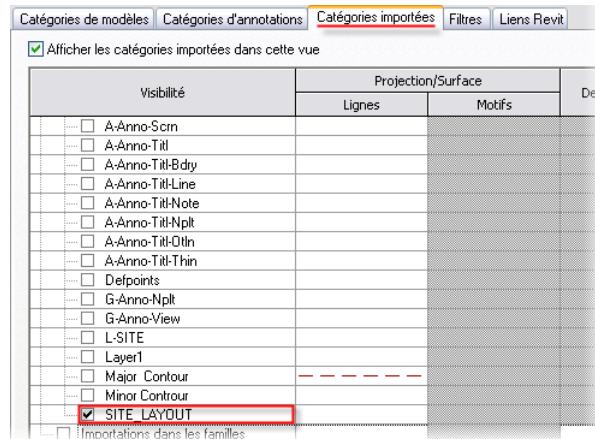 Catégories de modèles Catégories d'annotations Catégories importées Filtres Liens Revit
Afficher les catégories importées dans cette vue
Visibilité Projection/Surface De
Lignes Motifs
A-Anno-Scrn
A-Anno-Titl
A-Anno-Titl-Bdry
A-Anno-Titl-Line
A-Anno-Titl-Note
A-Anno-Titl-Nplt
A-Anno-Titl-Otln
A-Anno-Titl-Thin
Defpoints
G-Anno-Nplt
G-Anno-View
L-SITE
Layer1
Major Contour
Minor Controur
SITE_LAYOUT
Importations dans les familles